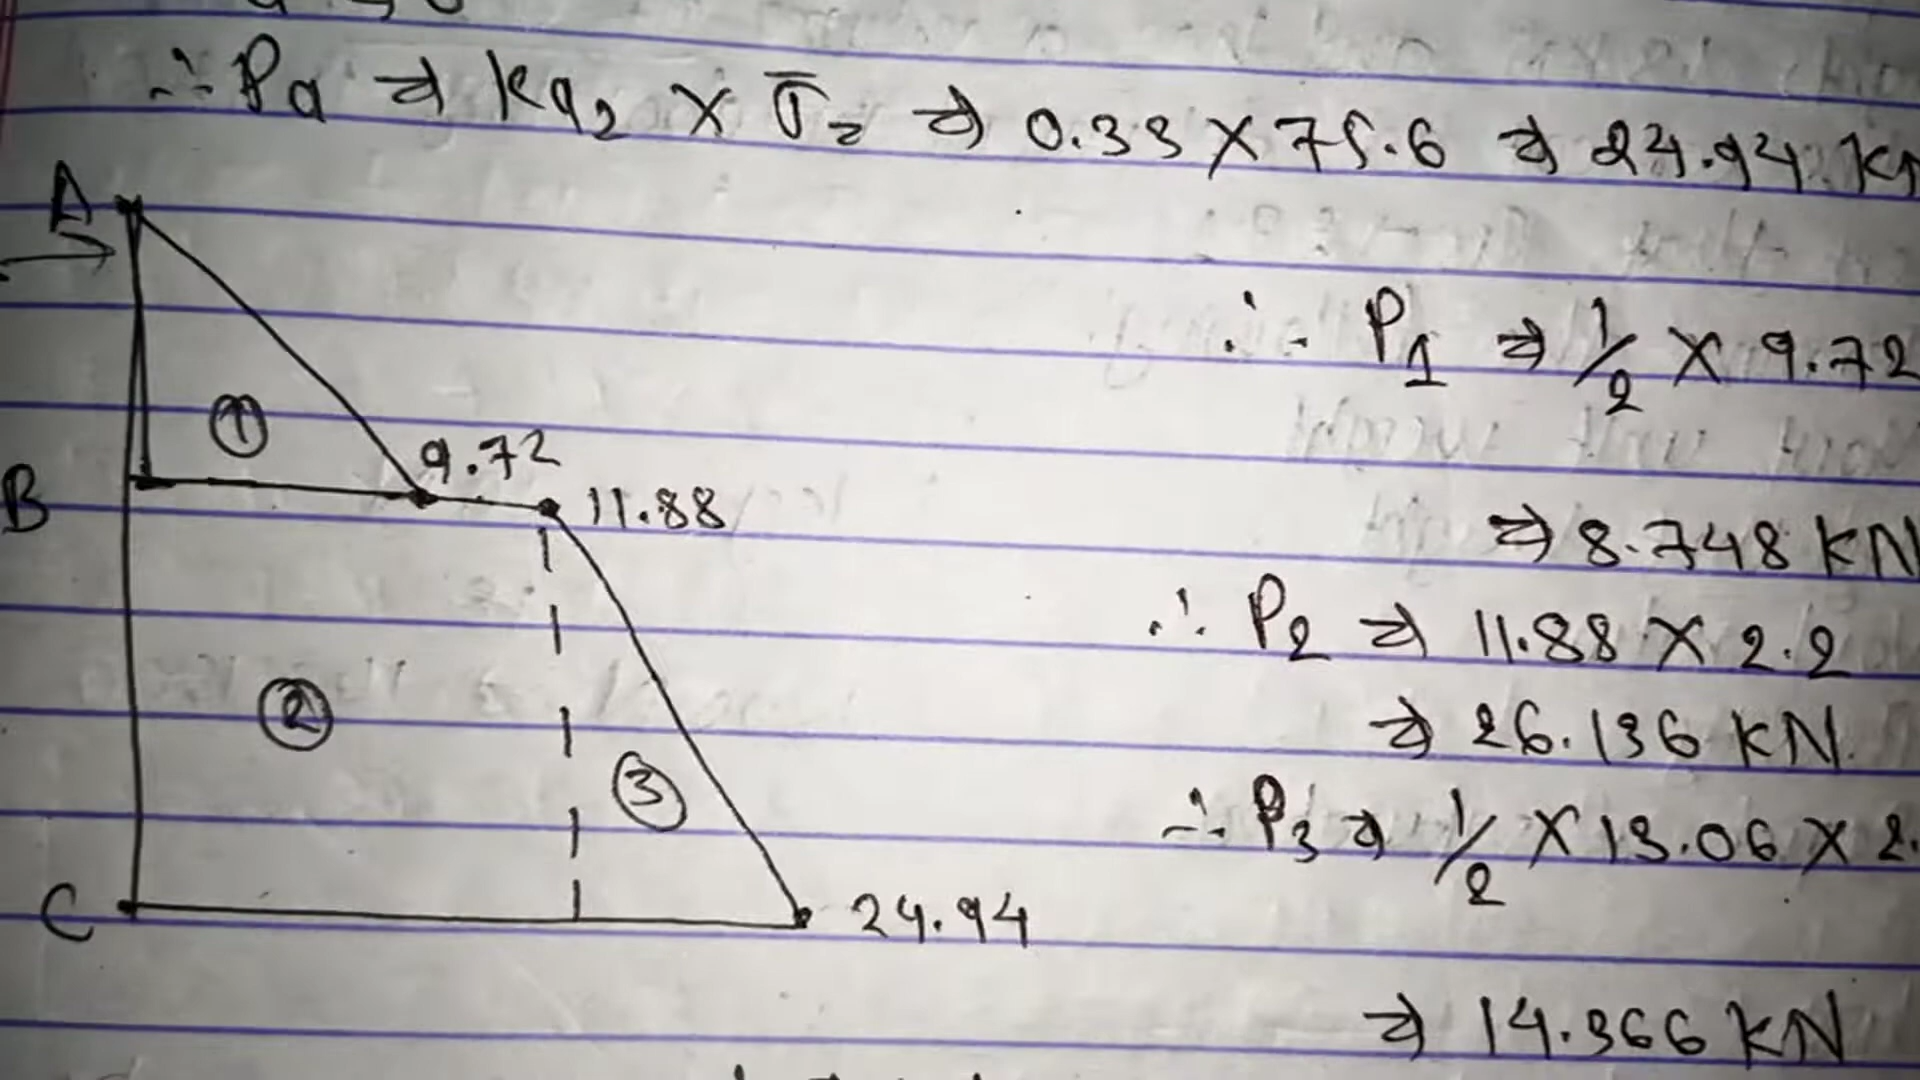 ∴ Pa ⇒ ka2 × σ̅z ⇒ 0.33 × 75.6 ⇒ 24.94 KN
A
∴ P1 ⇒ 1/2 × 9.72
①
9.72
B
11.88
⇒ 8.748 KN
∴ P2 ⇒ 11.88 × 2.2
②
⇒ 26.136 KN
③
∴ P3 ⇒ 1/2 × 13.06 × 2.
C
24.94
⇒ 14.366 KN